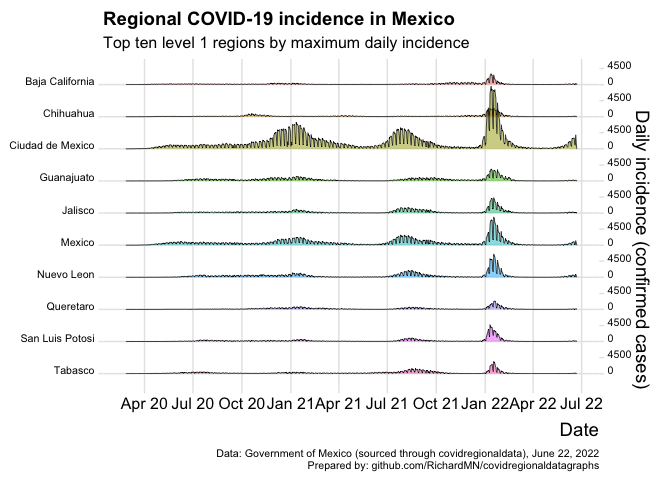 Regional COVID-19 incidence in Mexico
Top ten level 1 regions by maximum daily incidence
Baja California
4500
0
Chihuahua
4500
0
Ciudad de Mexico
4500
0
Guanajuato
4500
0
Jalisco
4500
0
Mexico
4500
0
Nuevo Leon
4500
0
Queretaro
4500
0
San Luis Potosi
4500
0
Tabasco
4500
0
Daily incidence (confirmed cases)
Apr 20 Jul 20 Oct 20 Jan 21 Apr 21 Jul 21 Oct 21 Jan 22 Apr 22 Jul 22
Date
Data: Government of Mexico (sourced through covidregionaldata), June 22, 2022
Prepared by: github.com/RichardMN/covidregionaldatagraphs